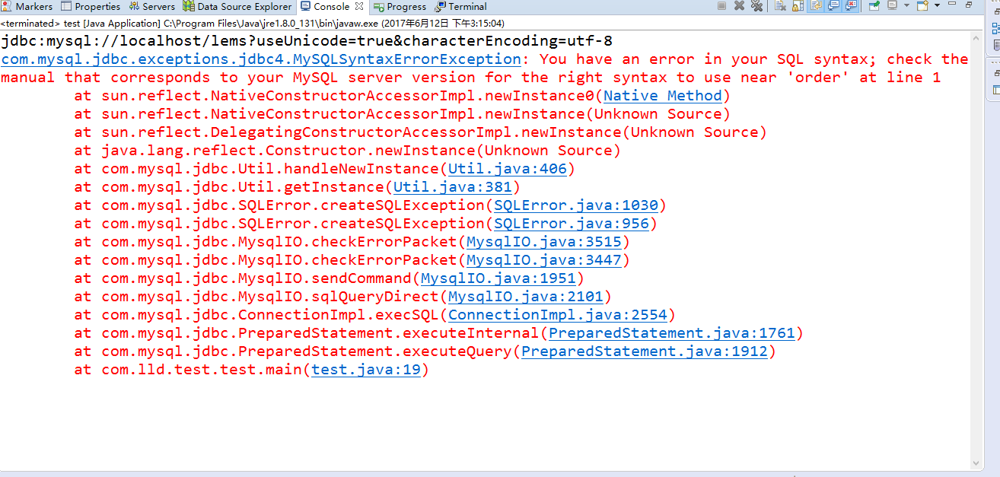 Markers Properties Servers Data Source Explorer Console Progress Terminal
<terminated> test [Java Application] C:\Program Files\Java\jre1.8.0_131\bin\javaw.exe (2017年6月12日 下午3:15:04)
jdbc:mysql://localhost/lems?useUnicode=true&characterEncoding=utf-8
com.mysql.jdbc.exceptions.jdbc4.MySQLSyntaxErrorException: You have an error in your SQL syntax; check the
manual that corresponds to your MySQL server version for the right syntax to use near 'order' at line 1
at sun.reflect.NativeConstructorAccessorImpl.newInstance0(Native Method)
at sun.reflect.NativeConstructorAccessorImpl.newInstance(Unknown Source)
at sun.reflect.DelegatingConstructorAccessorImpl.newInstance(Unknown Source)
at java.lang.reflect.Constructor.newInstance(Unknown Source)
at com.mysql.jdbc.Util.handleNewInstance(Util.java:406)
at com.mysql.jdbc.Util.getInstance(Util.java:381)
at com.mysql.jdbc.SQLError.createSQLException(SQLError.java:1030)
at com.mysql.jdbc.SQLError.createSQLException(SQLError.java:956)
at com.mysql.jdbc.MysqlIO.checkErrorPacket(MysqlIO.java:3515)
at com.mysql.jdbc.MysqlIO.checkErrorPacket(MysqlIO.java:3447)
at com.mysql.jdbc.MysqlIO.sendCommand(MysqlIO.java:1951)
at com.mysql.jdbc.MysqlIO.sqlQueryDirect(MysqlIO.java:2101)
at com.mysql.jdbc.ConnectionImpl.execSQL(ConnectionImpl.java:2554)
at com.mysql.jdbc.PreparedStatement.executeInternal(PreparedStatement.java:1761)
at com.mysql.jdbc.PreparedStatement.executeQuery(PreparedStatement.java:1912)
at com.lld.test.test.main(test.java:19)